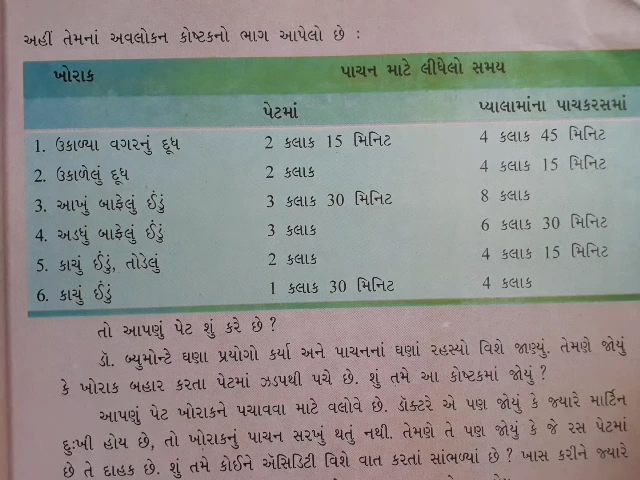 અહીં તેમનાં અવલોકન કોષ્ટકનો ભાગ આપેલો છે :
ખોરાક પાચન માટે લીધેલો સમય
પેટમાં પ્યાલામાંના પાચકરસમાં
1. ઉકાળ્યા વગરનું દૂધ 2 કલાક 15 મિનિટ 4 કલાક 45 મિનિટ
2. ઉકાળેલું દૂધ 2 કલાક 4 કલાક 15 મિનિટ
3. આખું બાફેલું ઈંડું 3 કલાક 30 મિનિટ 8 કલાક
4. અડધું બાફેલું ઈંડું 3 કલાક 6 કલાક 30 મિનિટ
5. કાચું ઈંડું, તોડેલું 2 કલાક 4 કલાક 15 મિનિટ
6. કાચું ઈંડું 1 કલાક 30 મિનિટ 4 કલાક
તો આપણું પેટ શું કરે છે ?
ડૉ. બ્યુમોન્ટે ઘણા પ્રયોગો કર્યા અને પાચનનાં ઘણાં રહસ્યો વિશે જાણ્યું. તેમણે જોયું
કે ખોરાક બહાર કરતા પેટમાં ઝડપથી પચે છે. શું તમે આ કોષ્ટકમાં જોયું ?
આપણું પેટ ખોરાકને પચાવવા માટે વલોવે છે. ડૉક્ટરે એ પણ જોયું કે જ્યારે માર્ટિન
દુઃખી હોય છે, તો ખોરાકનું પાચન સરખું થતું નથી. તેમણે તે પણ જોયું કે જે રસ પેટમાં
છે તે દાહક છે. શું તમે કોઈને ઍસિડિટી વિશે વાત કરતાં સાંભળ્યાં છે ? ખાસ કરીને જ્યારે